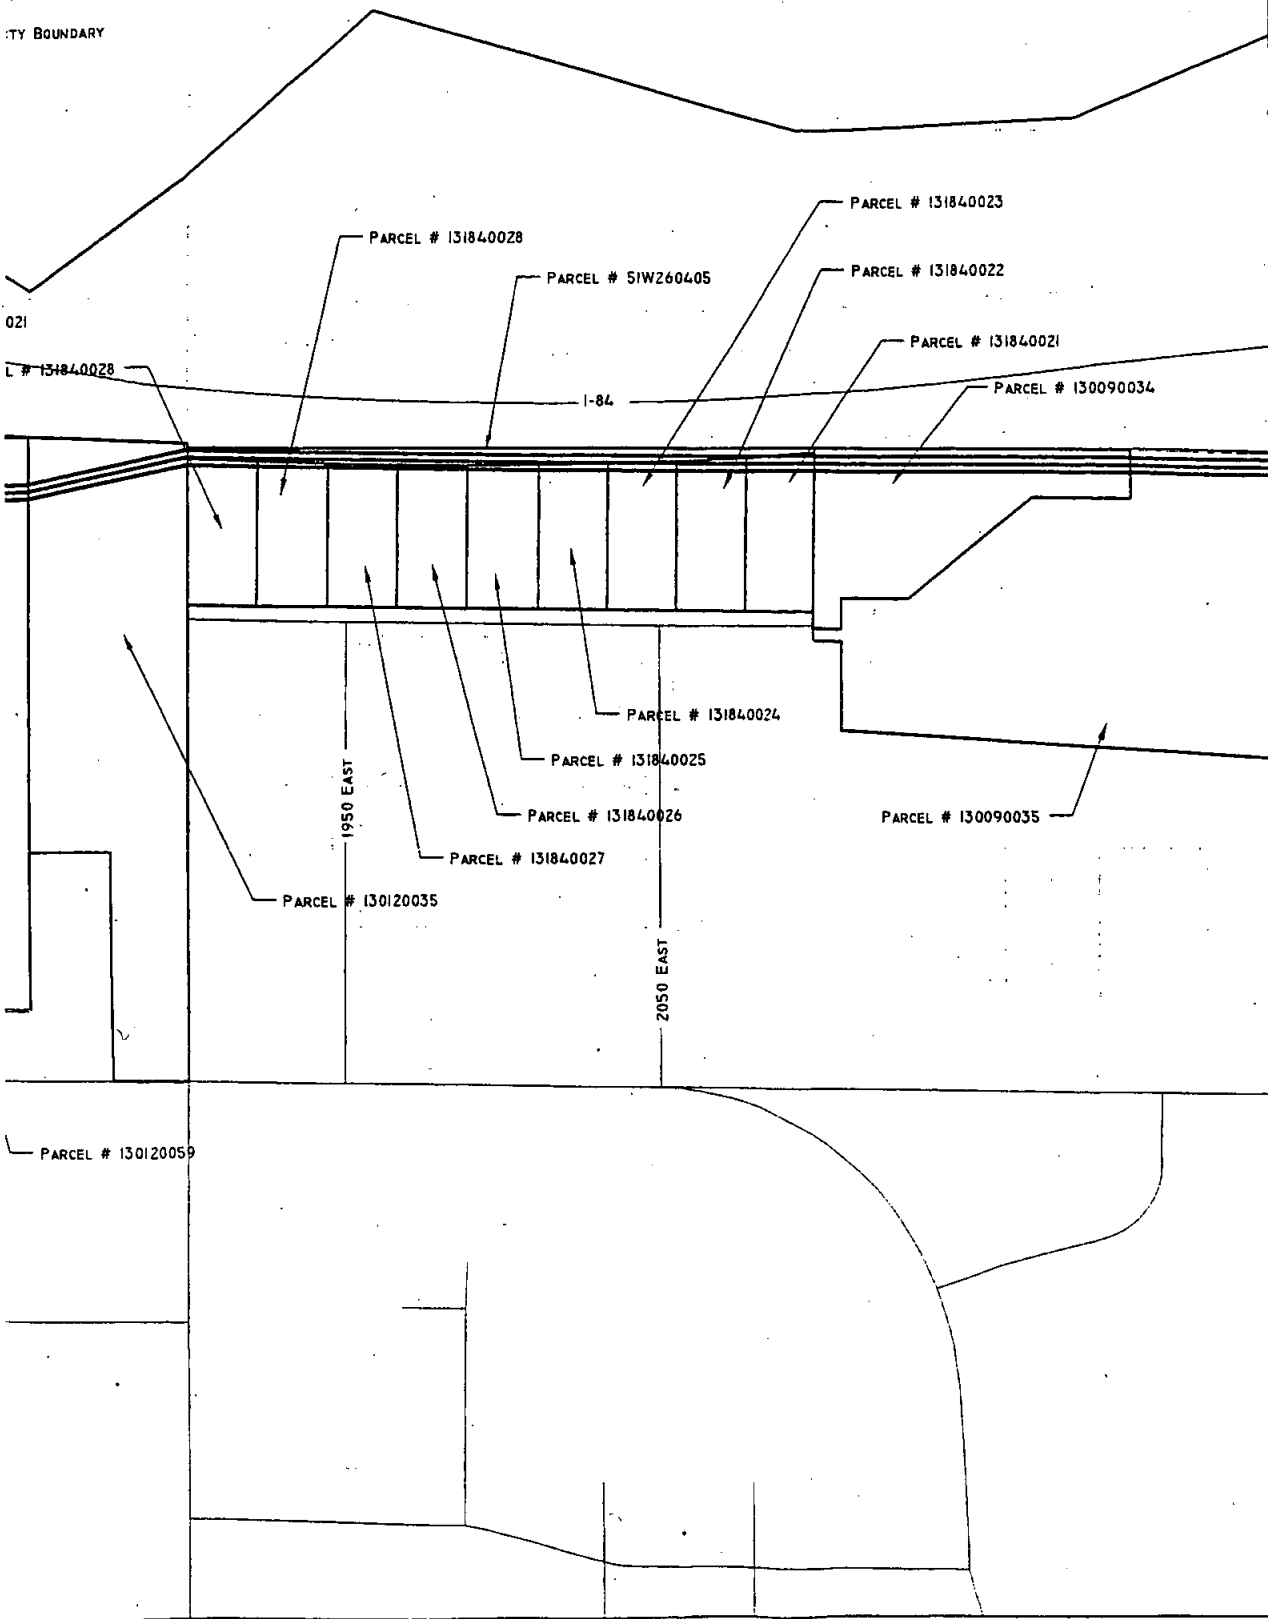 TY BOUNDARY
PARCEL # 131840023
PARCEL # 131840028
PARCEL # 131840022
PARCEL # S1W260405
021
PARCEL # 131840021
L # 131840028
PARCEL # 130090034
I-84
PARCEL # 131840024
PARCEL # 131840025
1950 EAST
PARCEL # 131840026
PARCEL # 130090035
PARCEL # 131840027
PARCEL # 130120035
2050 EAST
PARCEL # 130120059